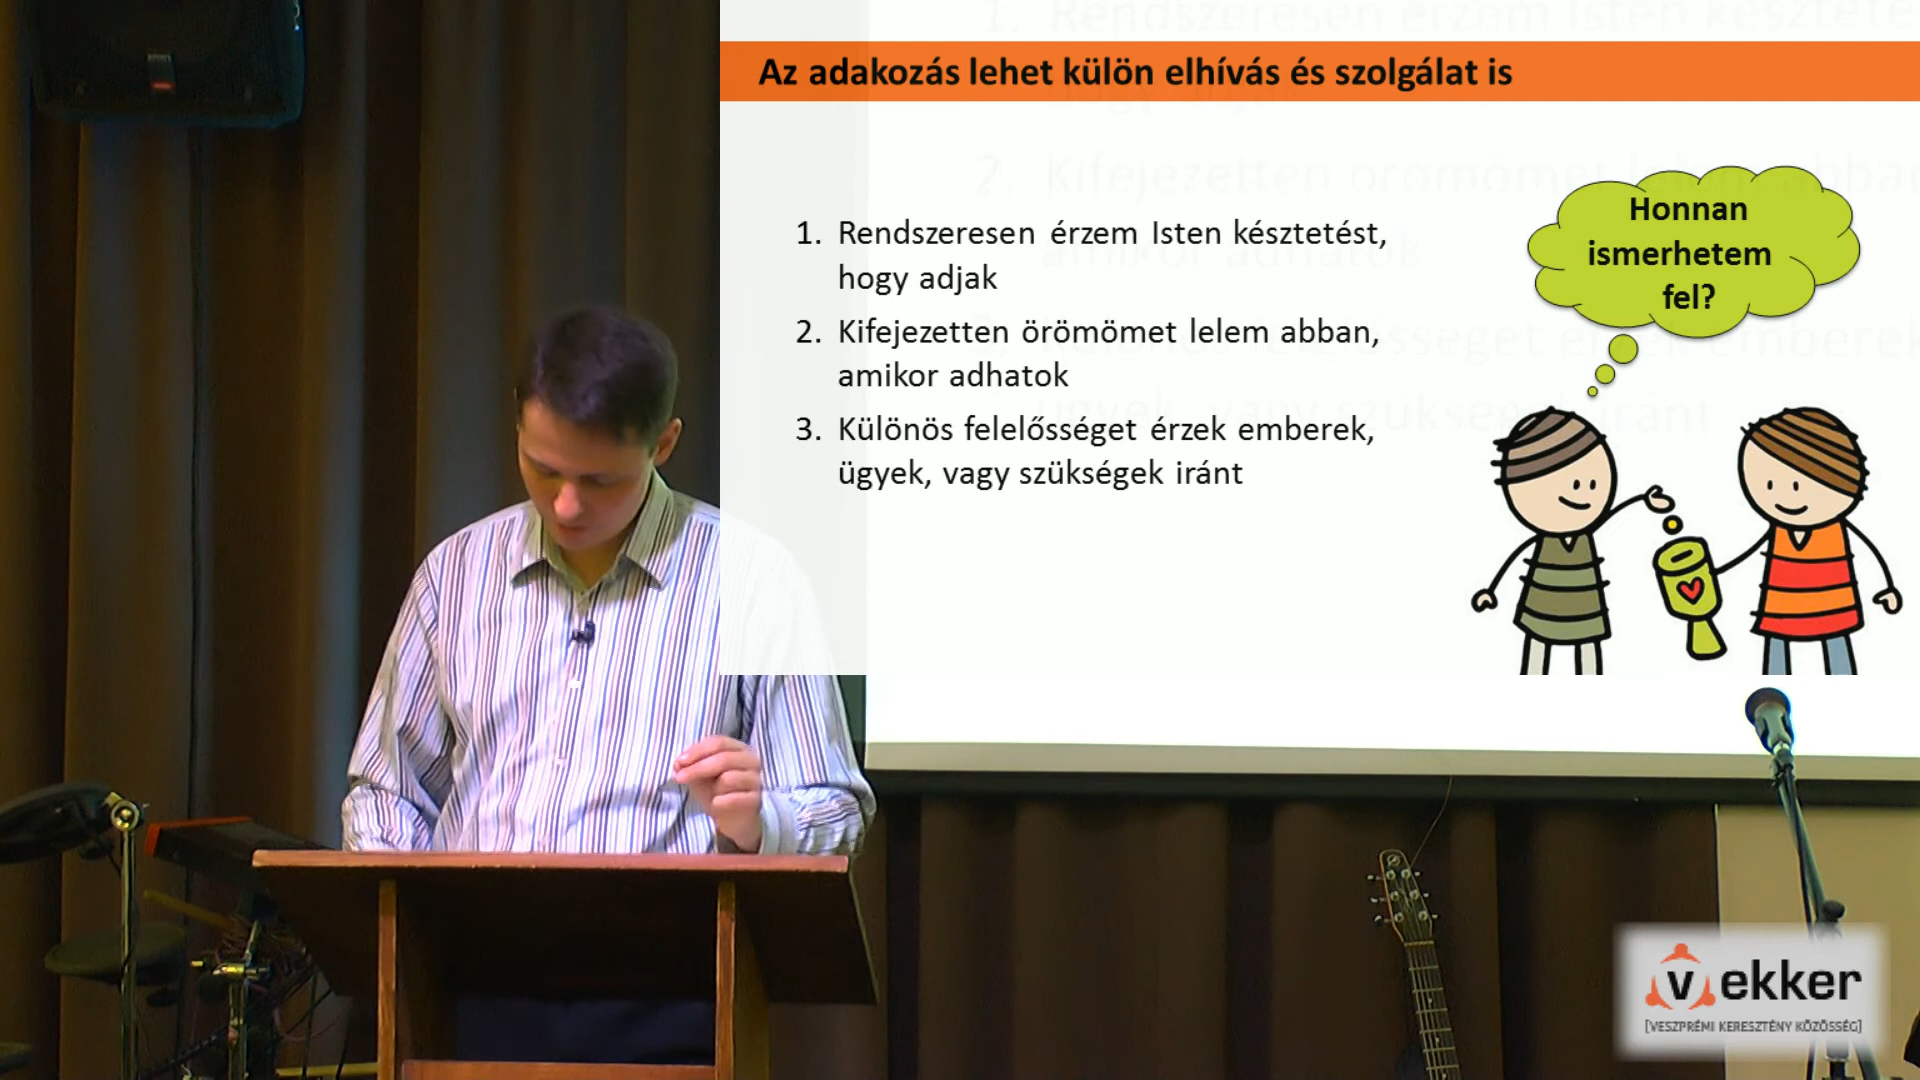 Az adakozás lehet külön elhívás és szolgálat is
1. Rendszeresen érzem Isten késztetést,
hogy adjak
2. Kifejezetten örömömet lelem abban,
amikor adhatok
3. Különös felelősséget érzek emberek,
ügyek, vagy szükségek iránt
Honnan
ismerhetem
fel?
vekker
[VESZPRÉMI KERESZTÉNY KÖZÖSSÉG]